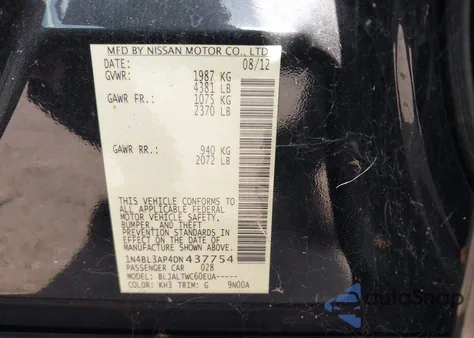 MFD BY NISSAN MOTOR CO., LTD
DATE: 08/12
GVWR: 1987 KG
4381 LB
GAWR FR: 1075 KG
2370 LB
GAWR RR: 940 KG
2072 LB
THIS VEHICLE CONFORMS TO
ALL APPLICABLE FEDERAL
MOTOR VEHICLE SAFETY,
BUMPER, AND THEFT
PREVENTION STANDARDS IN
EFFECT ON THE DATE OF
MANUFACTURE SHOWN ABOVE.
1N4BL3AP4DN437754
PASSENGER CAR 028
MODEL: BLJALTWC60EUA-----
COLOR: KH3 TRIM: G 9N00A
AutoSnap